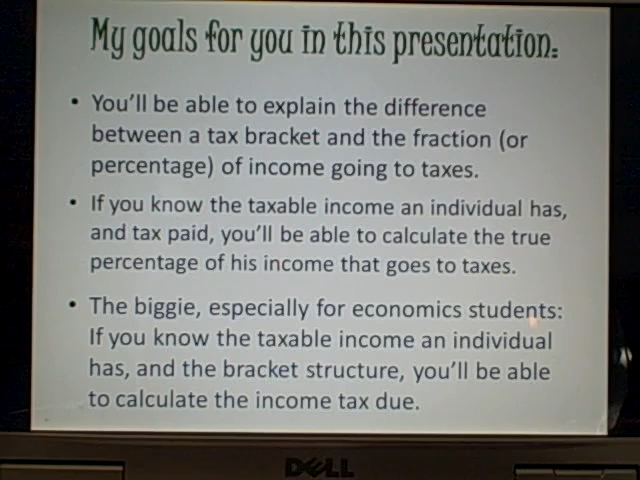 My goals for you in this presentation:
• You'll be able to explain the difference
between a tax bracket and the fraction (or
percentage) of income going to taxes.
• If you know the taxable income an individual has,
and tax paid, you'll be able to calculate the true
percentage of his income that goes to taxes.
• The biggie, especially for economics students:
If you know the taxable income an individual
has, and the bracket structure, you'll be able
to calculate the income tax due.
DELL